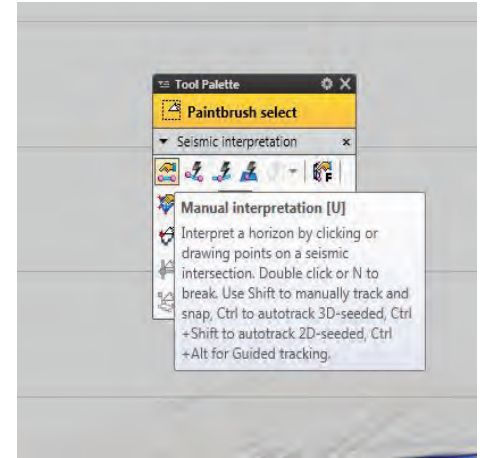 Tool Palette
Paintbrush select
Seismic interpretation
F
Manual interpretation [U]
Interpret a horizon by clicking or
drawing points on a seismic
intersection. Double click or N to
break. Use Shift to manually track and
snap, Ctrl to autotrack 3D-seeded, Ctrl
+Shift to autotrack 2D-seeded, Ctrl
+Alt for Guided tracking.